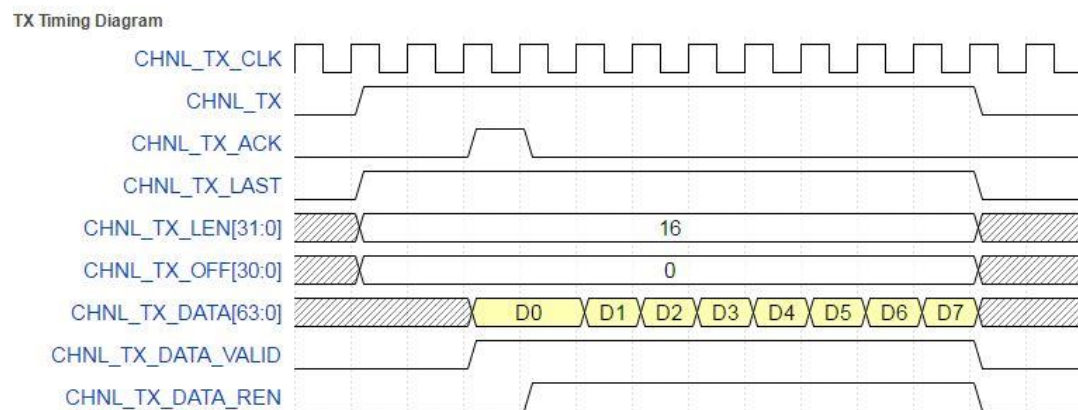 TX Timing Diagram
CHNL_TX_CLK
CHNL_TX
CHNL_TX_ACK
CHNL_TX_LAST
CHNL_TX_LEN[31:0] 16
CHNL_TX_OFF[30:0] 0
CHNL_TX_DATA[63:0] D0 D1 D2 D3 D4 D5 D6 D7
CHNL_TX_DATA_VALID
CHNL_TX_DATA_REN